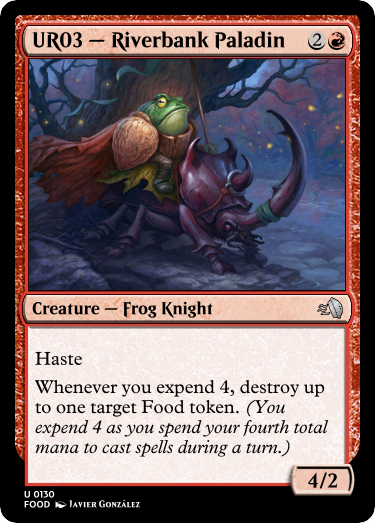 UR03 — Riverbank Paladin 2
Creature — Frog Knight
Haste
Whenever you expend 4, destroy up
to one target Food token. (You
expend 4 as you spend your fourth total
mana to cast spells during a turn.)
4/2
U 0130
FOOD Javier González